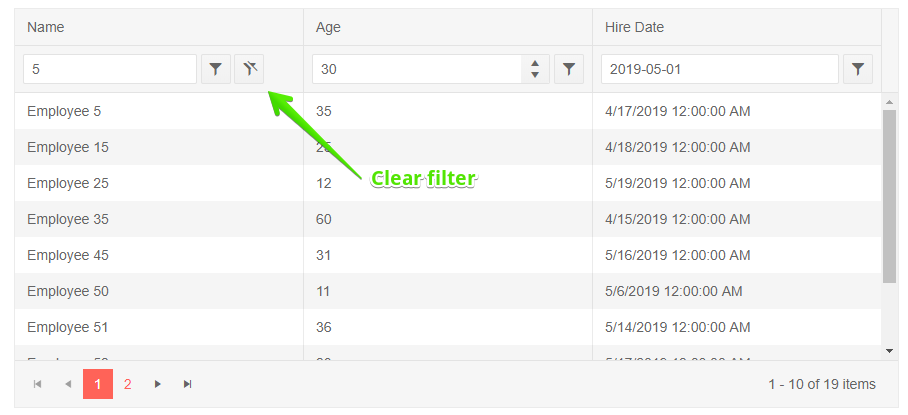 Name Age Hire Date
5 30 2019-05-01
Employee 5 35 4/17/2019 12:00:00 AM
Employee 15 25 4/18/2019 12:00:00 AM
Clear filter
Employee 25 12 5/19/2019 12:00:00 AM
Employee 35 60 4/15/2019 12:00:00 AM
Employee 45 31 5/16/2019 12:00:00 AM
Employee 50 11 5/6/2019 12:00:00 AM
Employee 51 36 5/14/2019 12:00:00 AM
1 2 1 - 10 of 19 items